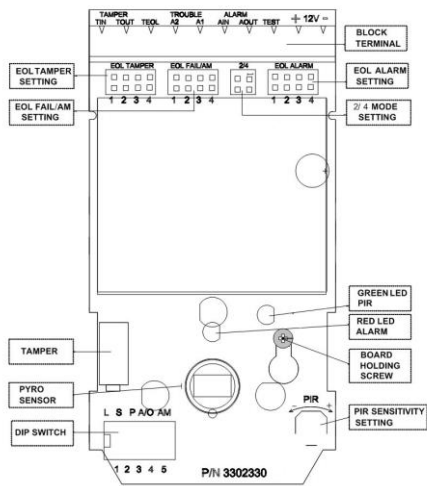 TAMPER TROUBLE ALARM
TIN TOUT TEOL A2 A1 AIN AOUT TEST + 12V -
BLOCK
TERMINAL
EOL TAMPER
SETTING
EOL TAMPER EOL FAIL/AM 2/4 EOL ALARM
EOL ALARM
SETTING
EOL FAIL/AM
SETTING
1 2 3 4 1 2 3 4 1 2 3 4
2/ 4 MODE
SETTING
GREEN LED
PIR
RED LED
ALARM
TAMPER
BOARD
HOLDING
SCREW
PYRO
SENSOR
PIR
- +
PIR SENSITIVITY
SETTING
L S P A/O AM
DIP SWITCH
1 2 3 4 5
P/N 3302330